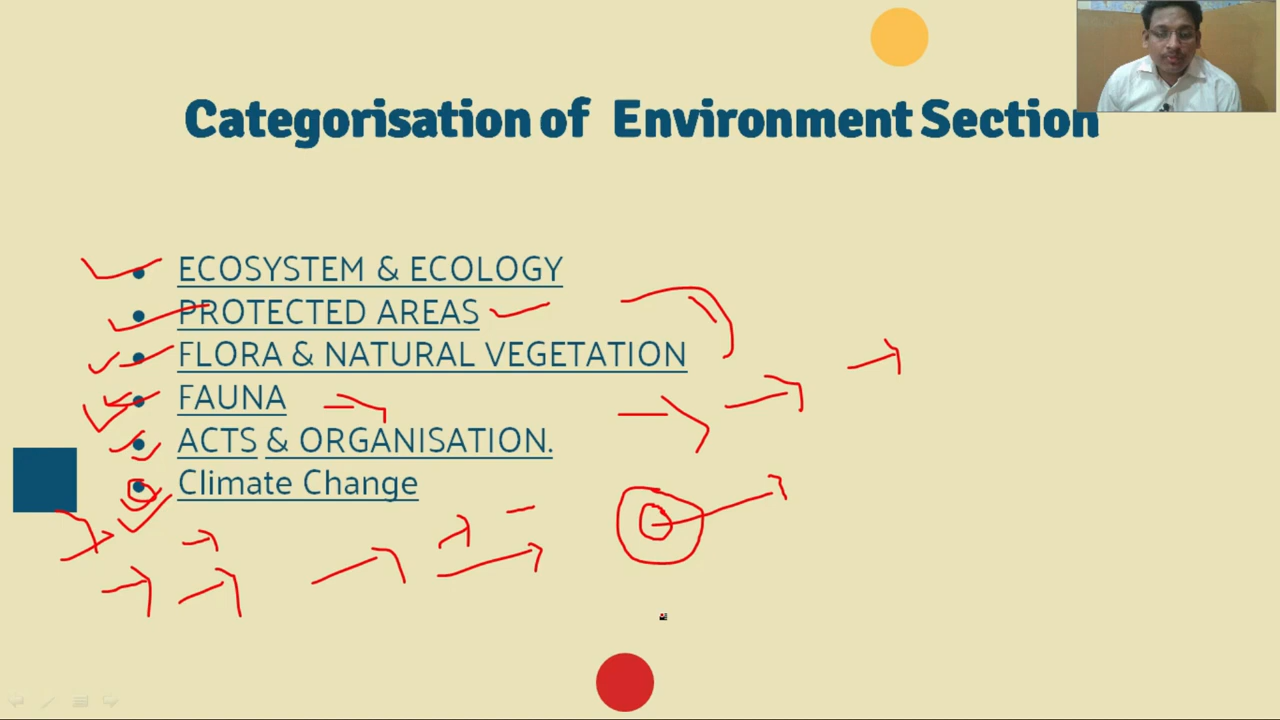 Categorisation of Environment Section
ECOSYSTEM & ECOLOGY
PROTECTED AREAS
FLORA & NATURAL VEGETATION
FAUNA
ACTS & ORGANISATION.
Climate Change